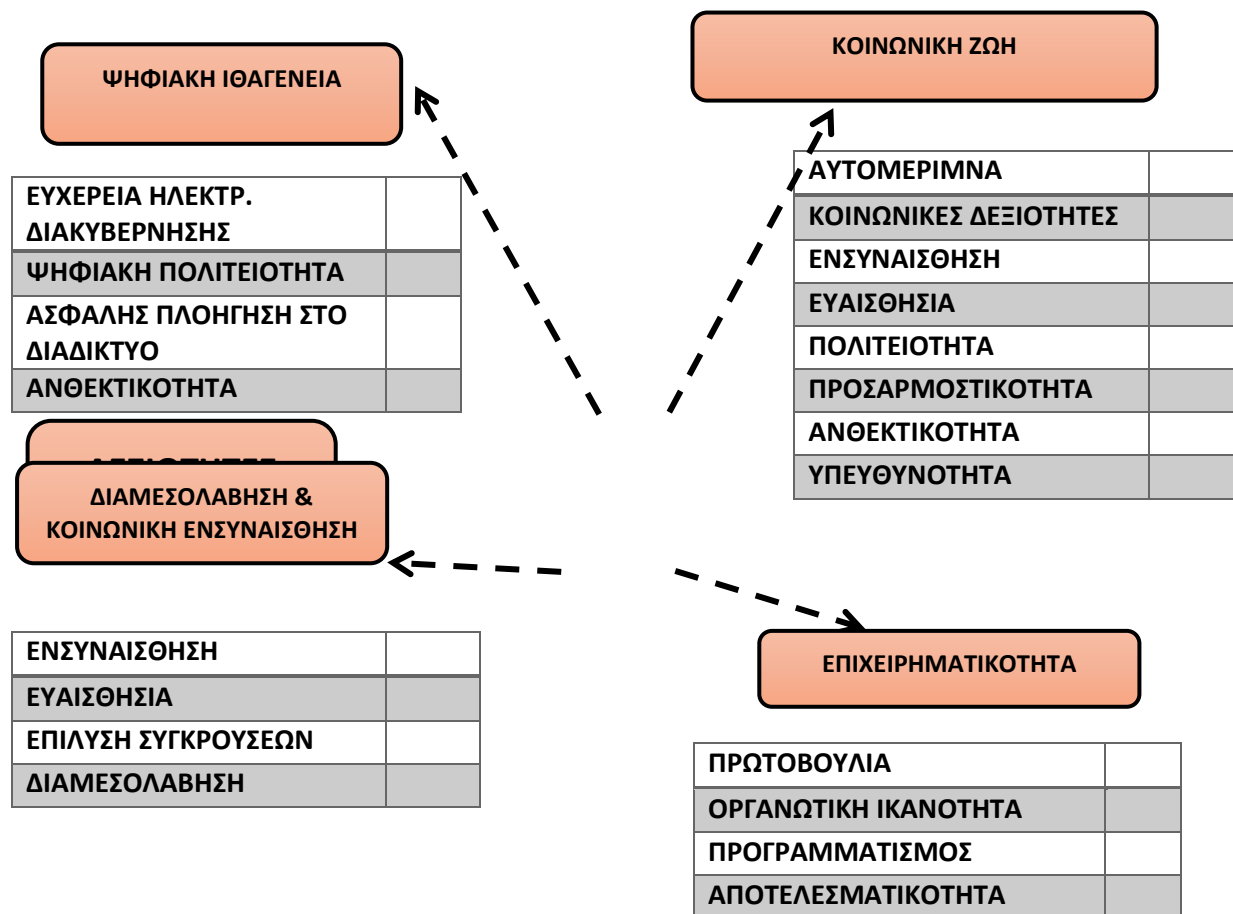 ΨΗΦΙΑΚΗ ΙΘΑΓΕΝΕΙΑ
ΕΥΧΕΡΕΙΑ ΗΛΕΚΤΡ.
ΔΙΑΚΥΒΕΡΝΗΣΗΣ
ΨΗΦΙΑΚΗ ΠΟΛΙΤΕΙΟΤΗΤΑ
ΑΣΦΑΛΗΣ ΠΛΟΗΓΗΣΗ ΣΤΟ
ΔΙΑΔΙΚΤΥΟ
ΑΝΘΕΚΤΙΚΟΤΗΤΑ
ΚΟΙΝΩΝΙΚΗ ΖΩΗ
ΑΥΤΟΜΕΡΙΜΝΑ
ΚΟΙΝΩΝΙΚΕΣ ΔΕΞΙΟΤΗΤΕΣ
ΕΝΣΥΝΑΙΣΘΗΣΗ
ΕΥΑΙΣΘΗΣΙΑ
ΠΟΛΙΤΕΙΟΤΗΤΑ
ΠΡΟΣΑΡΜΟΣΤΙΚΟΤΗΤΑ
ΑΝΘΕΚΤΙΚΟΤΗΤΑ
ΥΠΕΥΘΥΝΟΤΗΤΑ
ΔΙΑΜΕΣΟΛΑΒΗΣΗ &
ΚΟΙΝΩΝΙΚΗ ΕΝΣΥΝΑΙΣΘΗΣΗ
ΕΝΣΥΝΑΙΣΘΗΣΗ
ΕΥΑΙΣΘΗΣΙΑ
ΕΠΙΛΥΣΗ ΣΥΓΚΡΟΥΣΕΩΝ
ΔΙΑΜΕΣΟΛΑΒΗΣΗ
ΕΠΙΧΕΙΡΗΜΑΤΙΚΟΤΗΤΑ
ΠΡΩΤΟΒΟΥΛΙΑ
ΟΡΓΑΝΩΤΙΚΗ ΙΚΑΝΟΤΗΤΑ
ΠΡΟΓΡΑΜΜΑΤΙΣΜΟΣ
ΑΠΟΤΕΛΕΣΜΑΤΙΚΟΤΗΤΑ